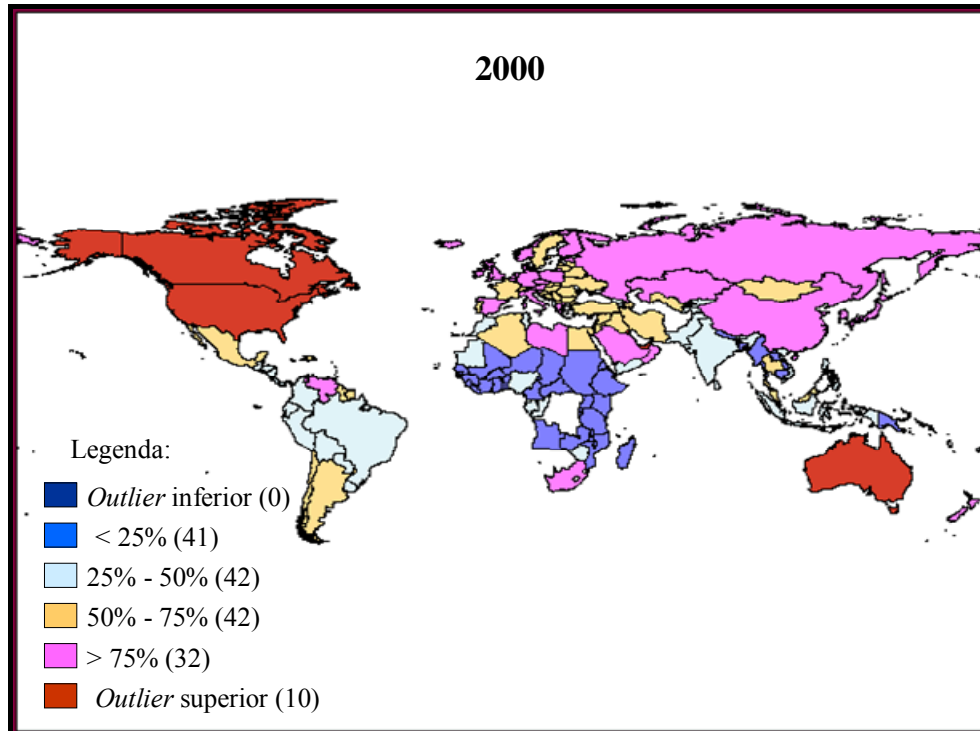 2000
Legenda:
Outlier inferior (0)
< 25% (41)
25% - 50% (42)
50% - 75% (42)
> 75% (32)
Outlier superior (10)